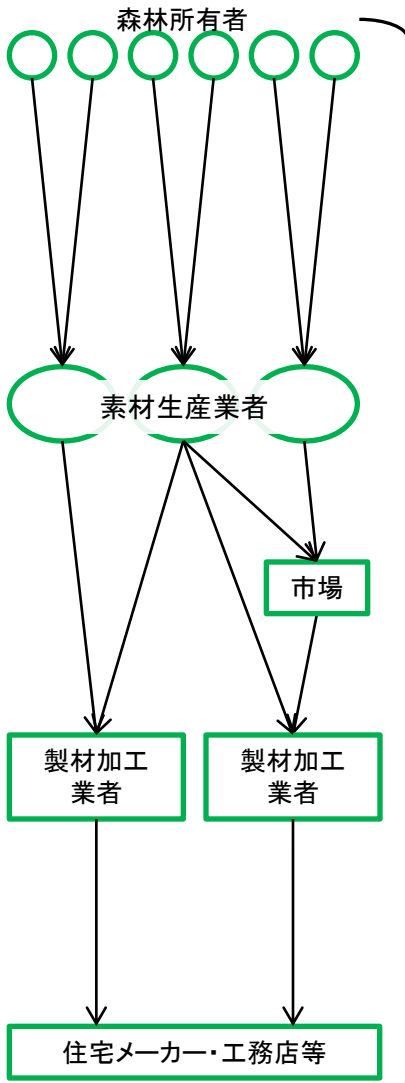 森林所有者
素材生産業者
市場
製材加工
業者
製材加工
業者
住宅メーカー・工務店等